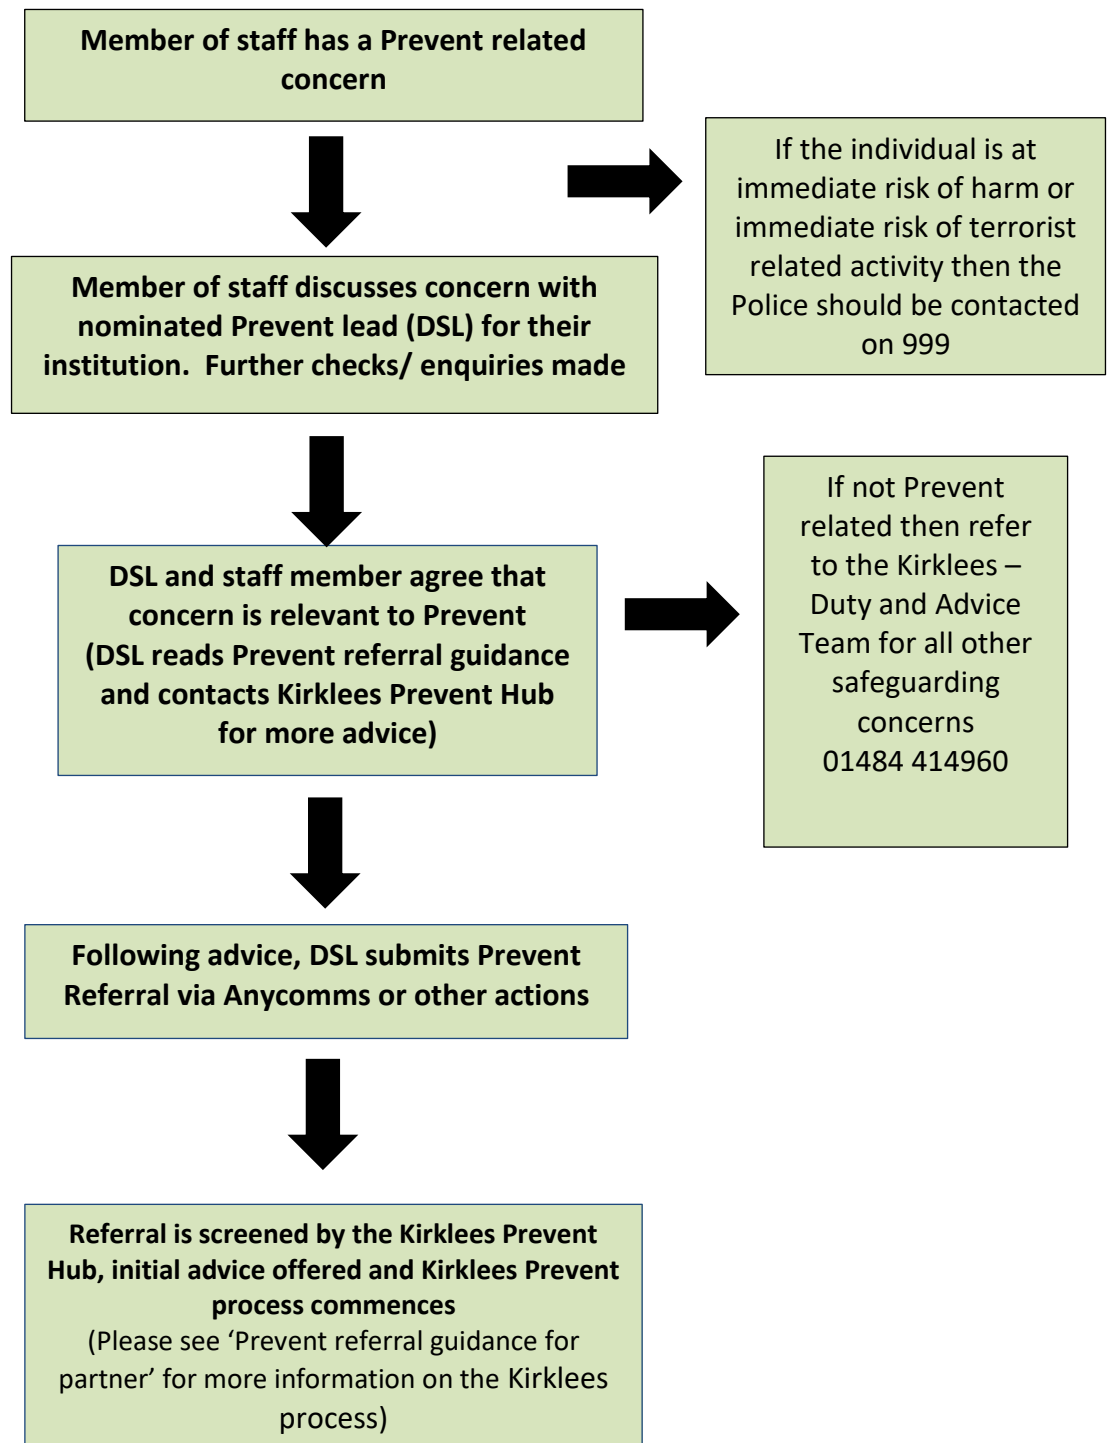 Member of staff has a Prevent related
concern
If the individual is at
immediate risk of harm or
immediate risk of terrorist
related activity then the
Police should be contacted
on 999
Member of staff discusses concern with
nominated Prevent lead (DSL) for their
institution.  Further checks/ enquiries made
If not Prevent
related then refer
to the Kirklees –
Duty and Advice
Team for all other
safeguarding
concerns
01484 414960
DSL and staff member agree that
concern is relevant to Prevent
(DSL reads Prevent referral guidance
and contacts Kirklees Prevent Hub
for more advice)
Following advice, DSL submits Prevent
Referral via Anycomms or other actions
Referral is screened by the Kirklees Prevent
Hub, initial advice offered and Kirklees Prevent
process commences
(Please see ‘Prevent referral guidance for
partner’ for more information on the Kirklees
process)